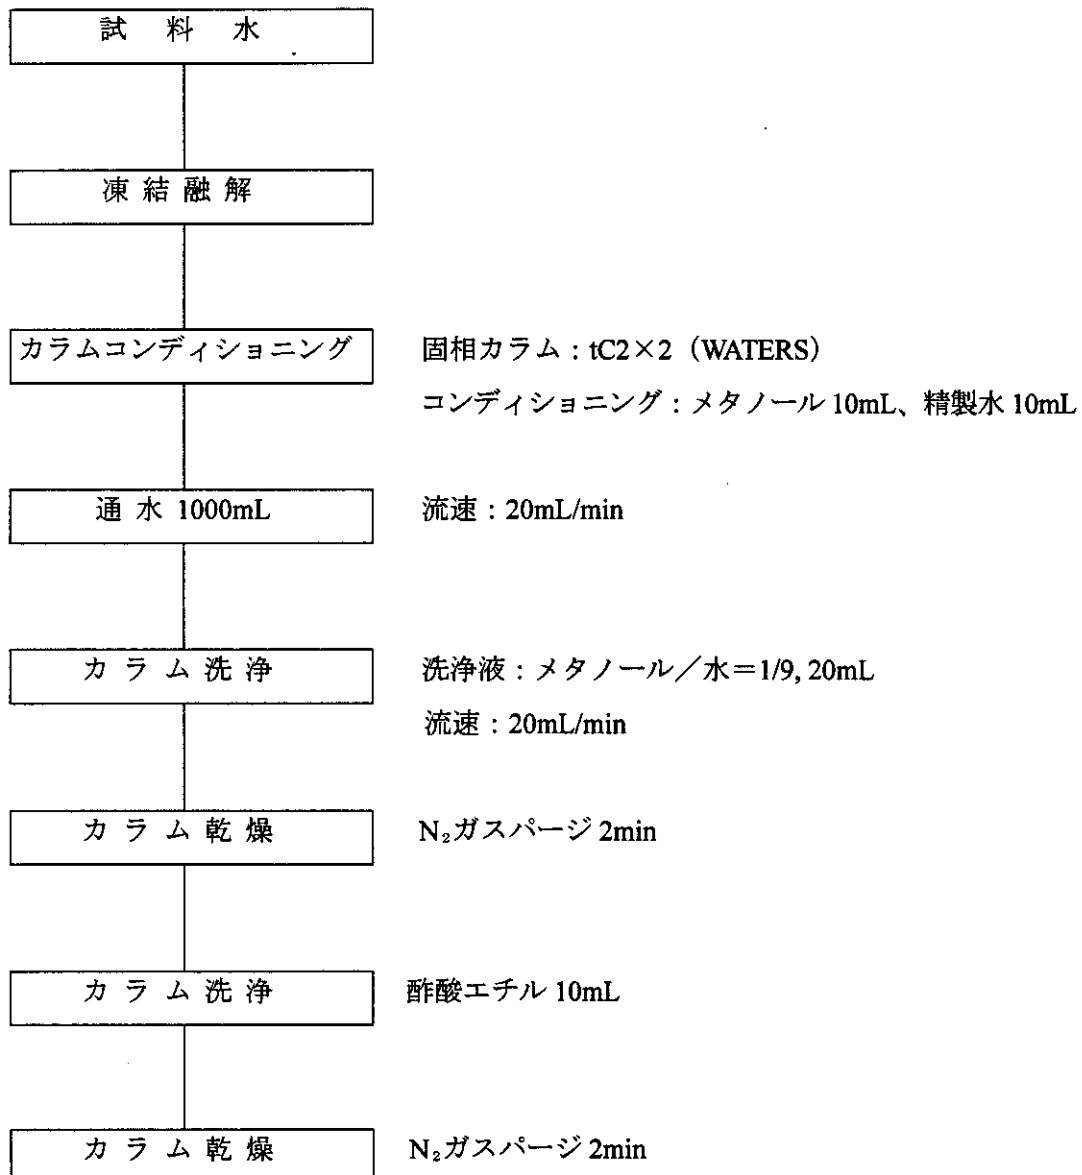 試料水
凍結融解
カラムコンディショニング 固相カラム：tC2×2（WATERS）
コンディショニング：メタノール 10mL、精製水 10mL
通水 1000mL 流速：20mL/min
カラム洗浄 洗浄液：メタノール／水＝1/9, 20mL
流速：20mL/min
カラム乾燥 N₂ガスパージ 2min
カラム洗浄 酢酸エチル 10mL
カラム乾燥 N₂ガスパージ 2min